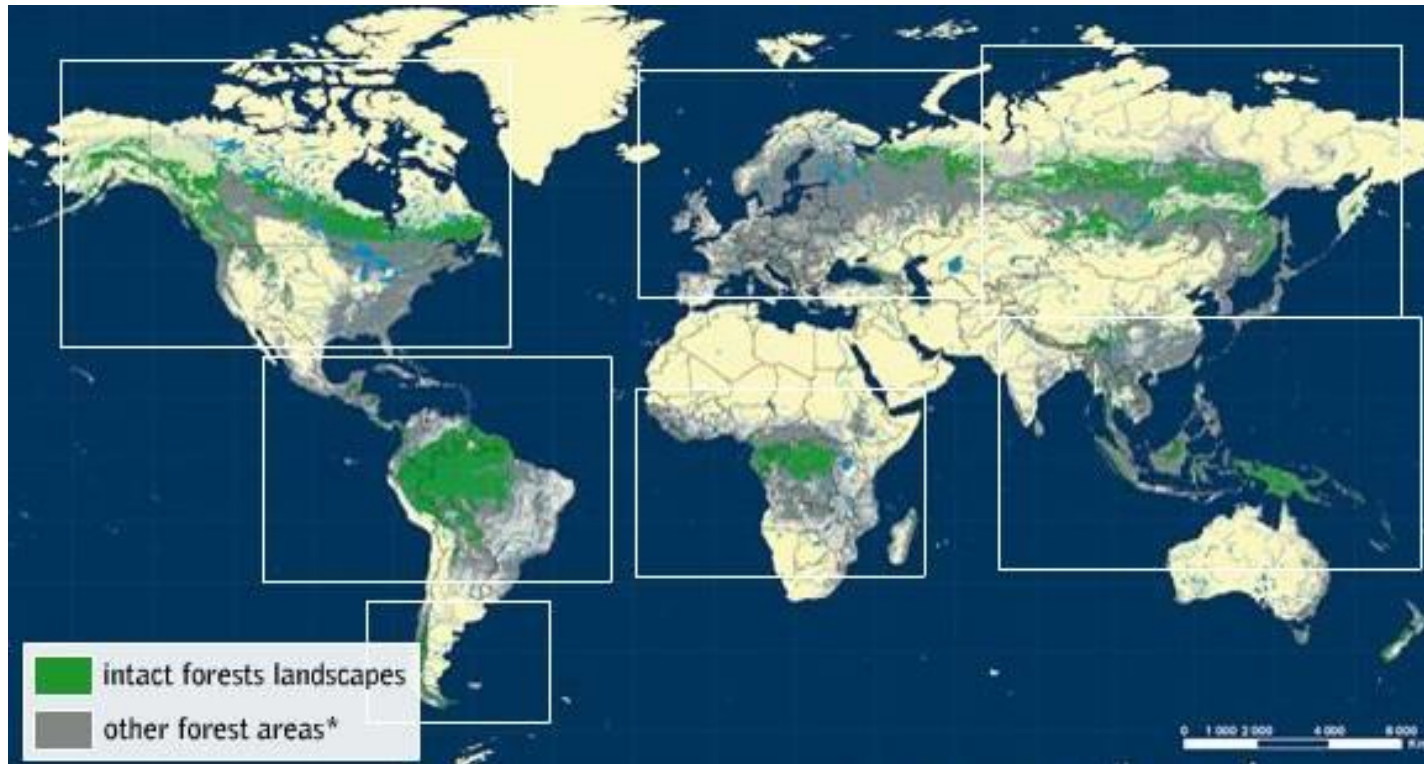 intact forests landscapes
other forest areas*
0 1 000 2 000 4 000 6 000